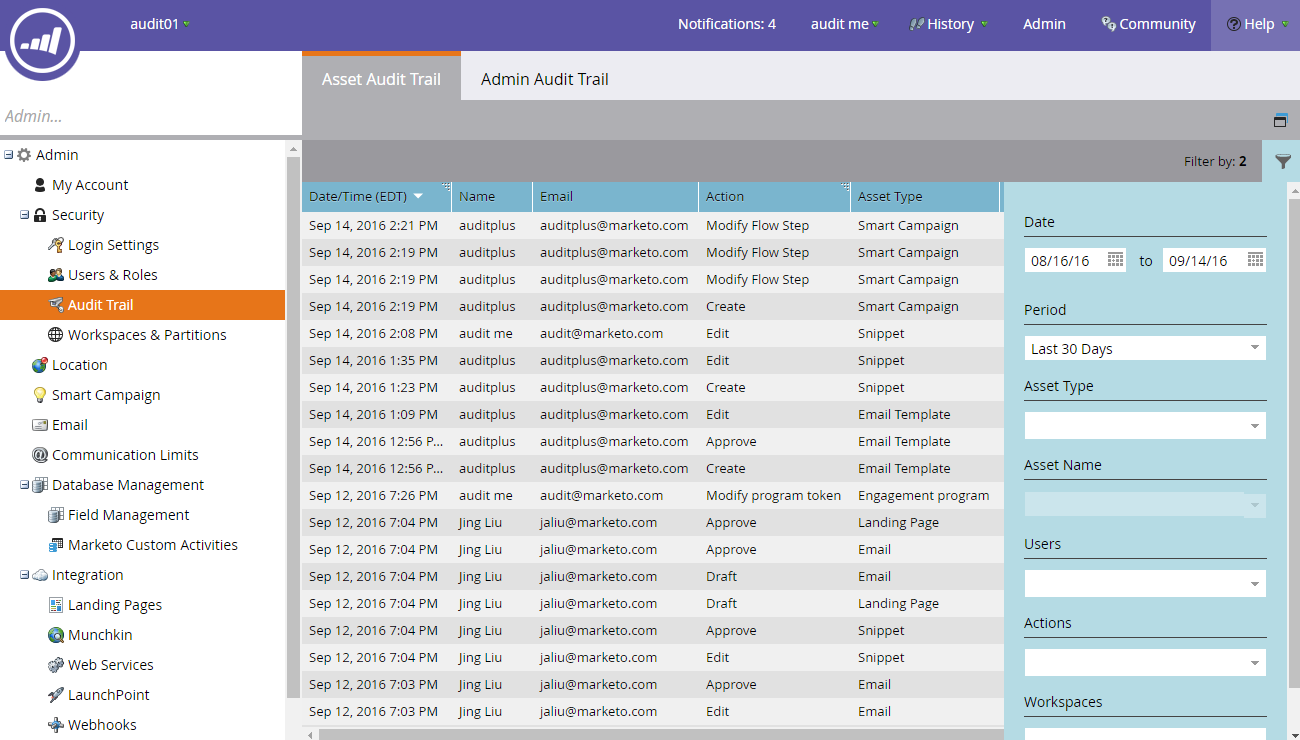 audit01
Notifications: 4
audit me
History
Admin
Community
Help
Admin...
Asset Audit Trail
Admin Audit Trail
Filter by: 2
Admin
My Account
Security
Login Settings
Users & Roles
Audit Trail
Workspaces & Partitions
Location
Smart Campaign
Email
Communication Limits
Database Management
Field Management
Marketo Custom Activities
Integration
Landing Pages
Munchkin
Web Services
LaunchPoint
Webhooks
Date/Time (EDT) Name Email Action Asset Type
Sep 14, 2016 2:21 PM auditplus auditplus@marketo.com Modify Flow Step Smart Campaign
Sep 14, 2016 2:19 PM auditplus auditplus@marketo.com Modify Flow Step Smart Campaign
Sep 14, 2016 2:19 PM auditplus auditplus@marketo.com Modify Flow Step Smart Campaign
Sep 14, 2016 2:19 PM auditplus auditplus@marketo.com Create Smart Campaign
Sep 14, 2016 2:08 PM audit me audit@marketo.com Edit Snippet
Sep 14, 2016 1:35 PM auditplus auditplus@marketo.com Edit Snippet
Sep 14, 2016 1:23 PM auditplus auditplus@marketo.com Create Snippet
Sep 14, 2016 1:09 PM auditplus auditplus@marketo.com Edit Email Template
Sep 14, 2016 12:56 P... auditplus auditplus@marketo.com Approve Email Template
Sep 14, 2016 12:56 P... auditplus auditplus@marketo.com Create Email Template
Sep 12, 2016 7:26 PM audit me audit@marketo.com Modify program token Engagement program
Sep 12, 2016 7:04 PM Jing Liu jaliu@marketo.com Approve Landing Page
Sep 12, 2016 7:04 PM Jing Liu jaliu@marketo.com Approve Email
Sep 12, 2016 7:04 PM Jing Liu jaliu@marketo.com Draft Email
Sep 12, 2016 7:04 PM Jing Liu jaliu@marketo.com Draft Landing Page
Sep 12, 2016 7:04 PM Jing Liu jaliu@marketo.com Approve Snippet
Sep 12, 2016 7:04 PM Jing Liu jaliu@marketo.com Edit Snippet
Sep 12, 2016 7:03 PM Jing Liu jaliu@marketo.com Approve Email
Sep 12, 2016 7:03 PM Jing Liu jaliu@marketo.com Edit Email
Date
08/16/16 to 09/14/16
Period
Last 30 Days
Asset Type
Asset Name
Users
Actions
Workspaces